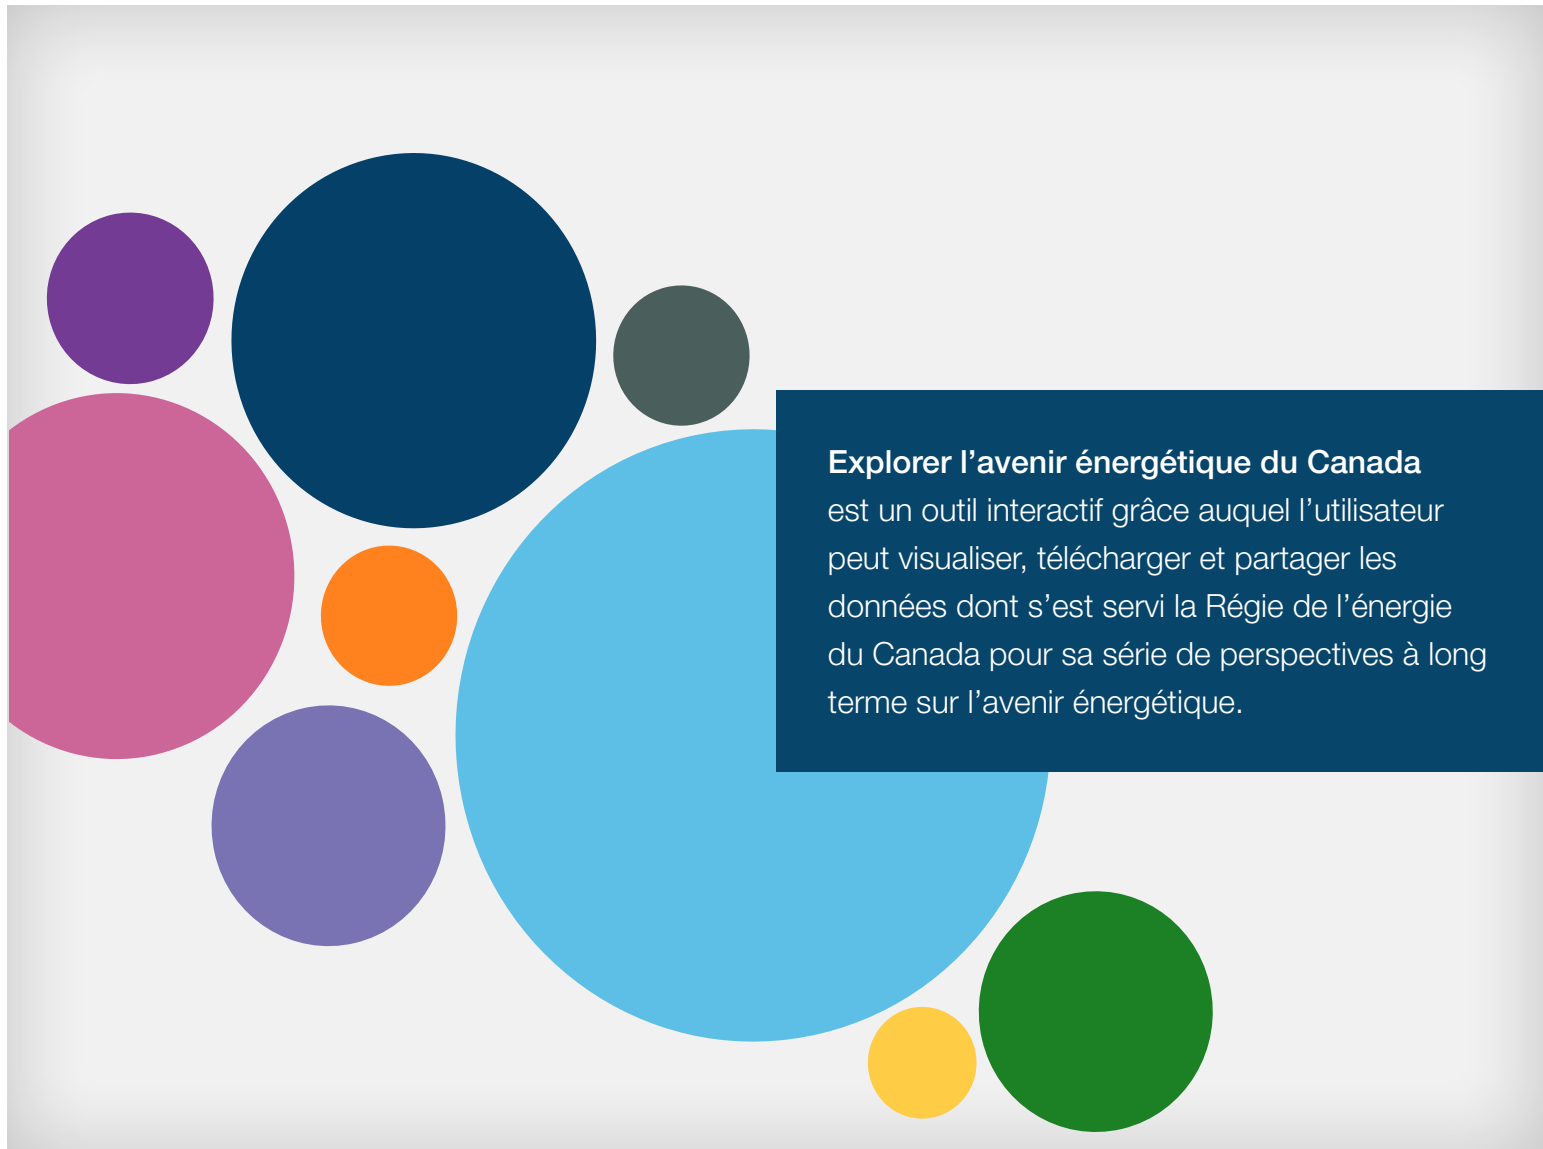 Explorer l’avenir énergétique du Canada
est un outil interactif grâce auquel l’utilisateur
peut visualiser, télécharger et partager les
données dont s’est servi la Régie de l’énergie
du Canada pour sa série de perspectives à long
terme sur l’avenir énergétique.